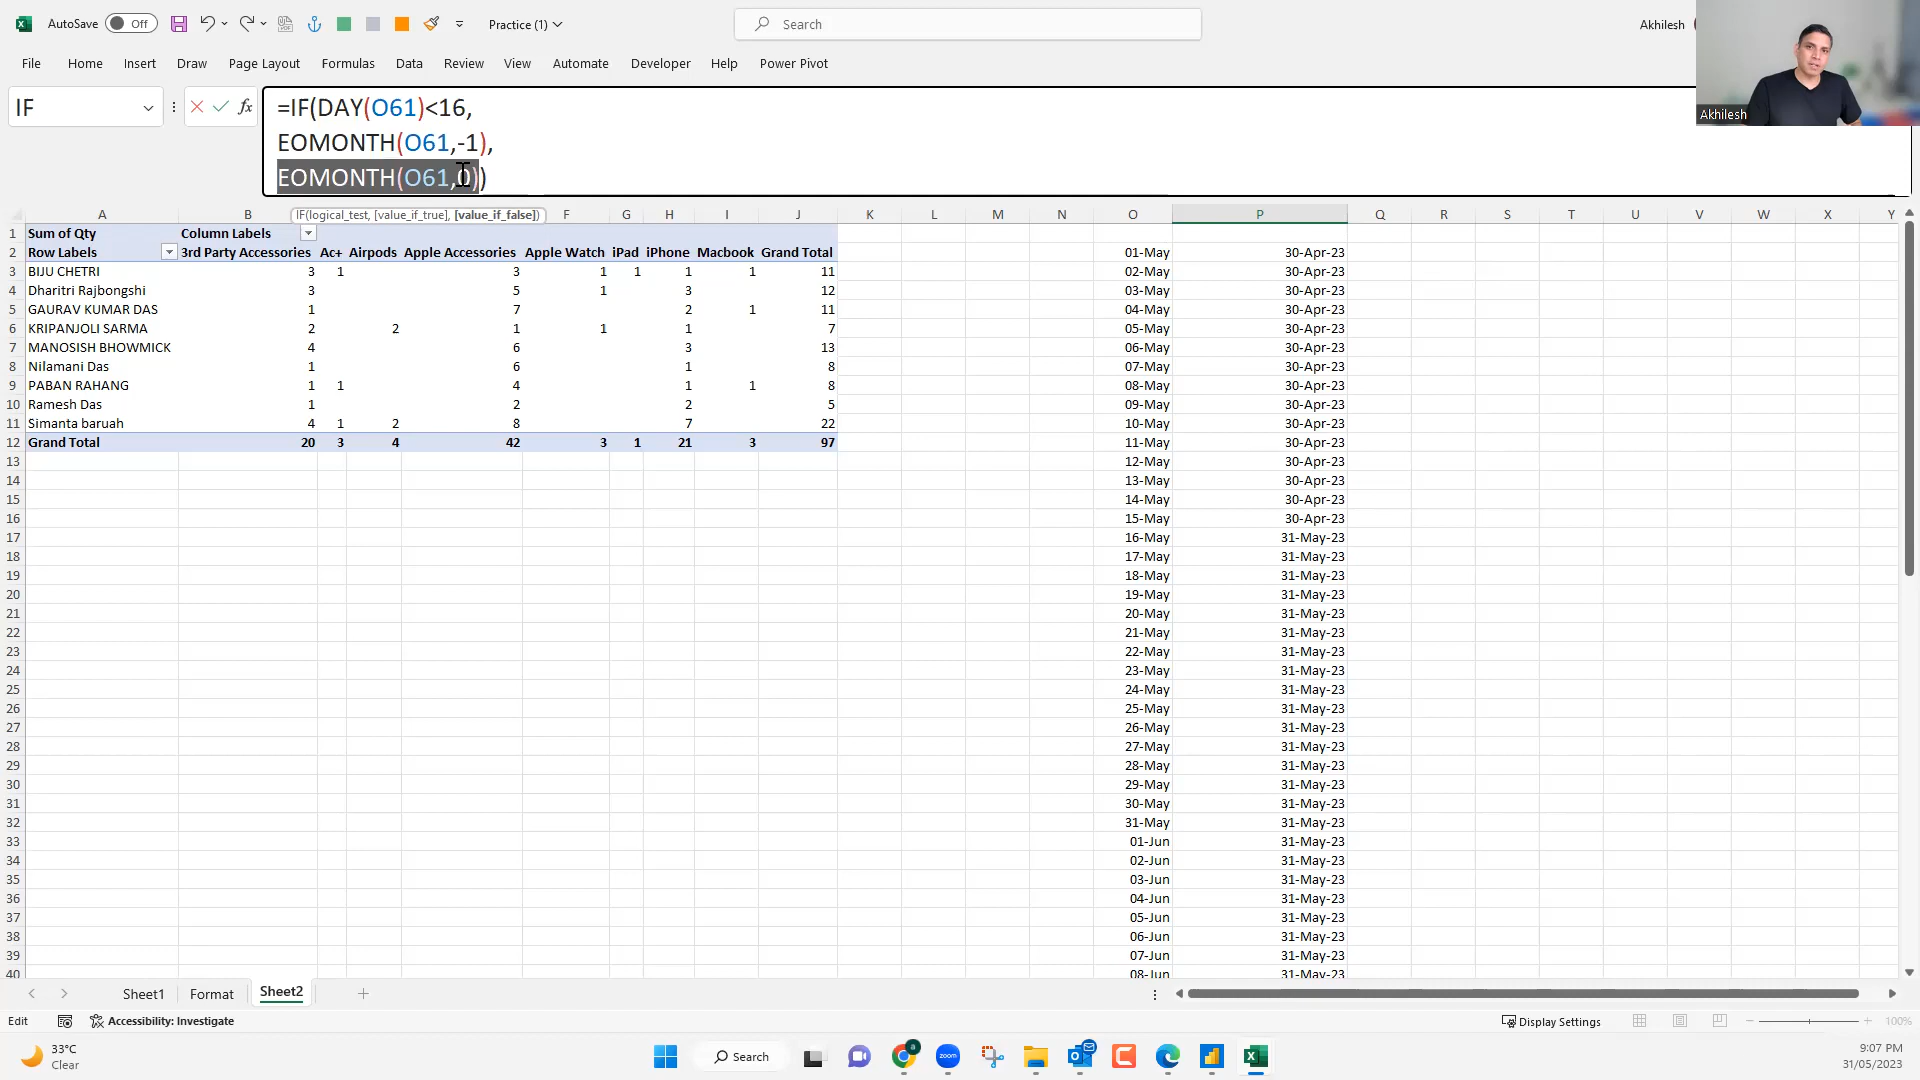 AutoSave Off Practice (1) Search Akhilesh
File Home Insert Draw Page Layout Formulas Data Review View Automate Developer Help Power Pivot
IF fx =IF(DAY(O61)<16,
EOMONTH(O61,-1),
EOMONTH(O61,0))
Akhilesh
IF(logical_test, [value_if_true], [value_if_false])
A B F G H I J K L M N O P Q R S T U V W X Y
1 Sum of Qty Column Labels
2 Row Labels 3rd Party Accessories Ac+ Airpods Apple Accessories Apple Watch iPad iPhone Macbook Grand Total 01-May 30-Apr-23
3 BIJU CHETRI 3 1 3 1 1 1 1 11 02-May 30-Apr-23
4 Dharitri Rajbongshi 3 5 1 3 12 03-May 30-Apr-23
5 GAURAV KUMAR DAS 1 7 2 1 11 04-May 30-Apr-23
6 KRIPANJOLI SARMA 2 2 1 1 1 7 05-May 30-Apr-23
7 MANOSISH BHOWMICK 4 6 3 13 06-May 30-Apr-23
8 Nilamani Das 1 6 1 8 07-May 30-Apr-23
9 PABAN RAHANG 1 1 4 1 1 8 08-May 30-Apr-23
10 Ramesh Das 1 2 2 5 09-May 30-Apr-23
11 Simanta baruah 4 1 2 8 7 22 10-May 30-Apr-23
12 Grand Total 20 3 4 42 3 1 21 3 97 11-May 30-Apr-23
13 12-May 30-Apr-23
14 13-May 30-Apr-23
15 14-May 30-Apr-23
16 15-May 30-Apr-23
17 16-May 31-May-23
18 17-May 31-May-23
19 18-May 31-May-23
20 19-May 31-May-23
21 20-May 31-May-23
22 21-May 31-May-23
23 22-May 31-May-23
24 23-May 31-May-23
25 24-May 31-May-23
26 25-May 31-May-23
27 26-May 31-May-23
28 27-May 31-May-23
29 28-May 31-May-23
30 29-May 31-May-23
31 30-May 31-May-23
32 31-May 31-May-23
33 01-Jun 31-May-23
34 02-Jun 31-May-23
35 03-Jun 31-May-23
36 04-Jun 31-May-23
37 05-Jun 31-May-23
38 06-Jun 31-May-23
39 07-Jun 31-May-23
40 08-Jun 31-May-23
Sheet1 Format Sheet2
Edit Accessibility: Investigate Display Settings 100%
33°C
Clear
Search
zoom
9:07 PM
31/05/2023